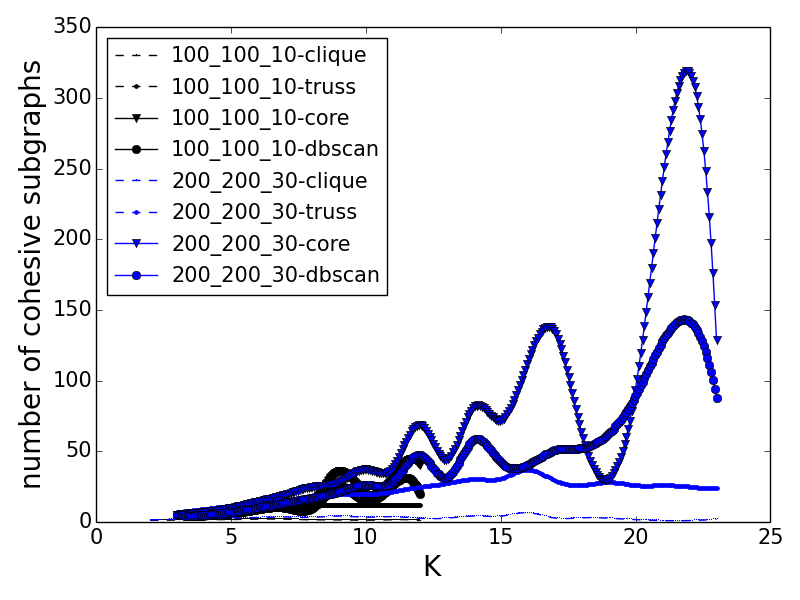 350
300
250
200
150
100
50
0
number of cohesive subgraphs
100_100_10-clique
100_100_10-truss
100_100_10-core
100_100_10-dbscan
200_200_30-clique
200_200_30-truss
200_200_30-core
200_200_30-dbscan
0 5 10 15 20 25
K